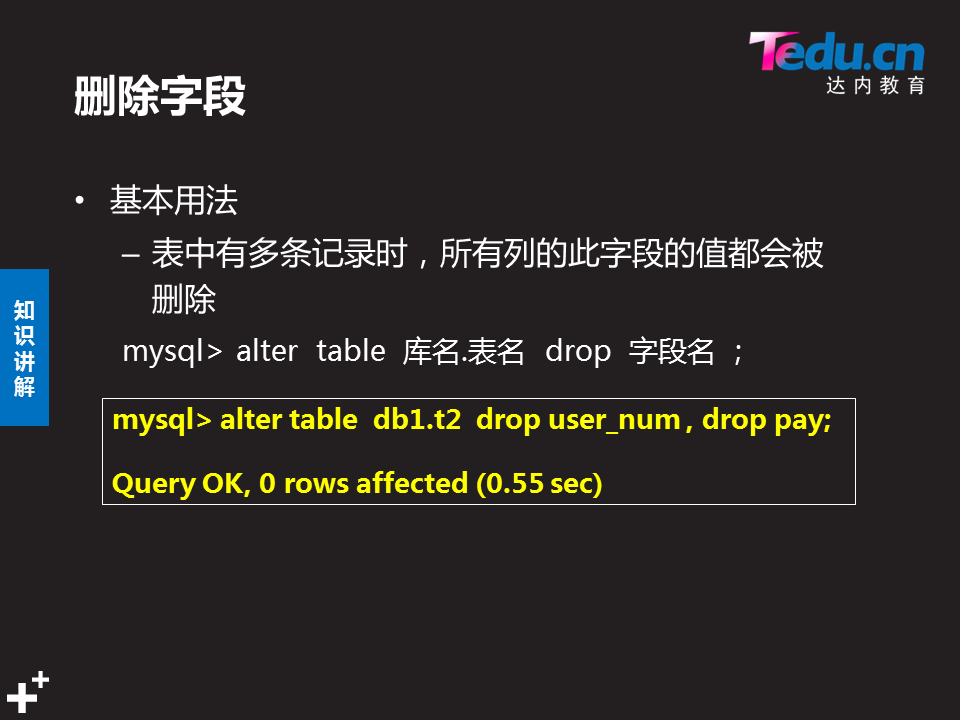 Tedu.cn
达内教育
删除字段
• 基本用法
– 表中有多条记录时，所有列的此字段的值都会被
删除
mysql> alter table 库名.表名 drop 字段名 ；
知
识
讲
解
mysql> alter table db1.t2 drop user_num , drop pay;
Query OK, 0 rows affected (0.55 sec)